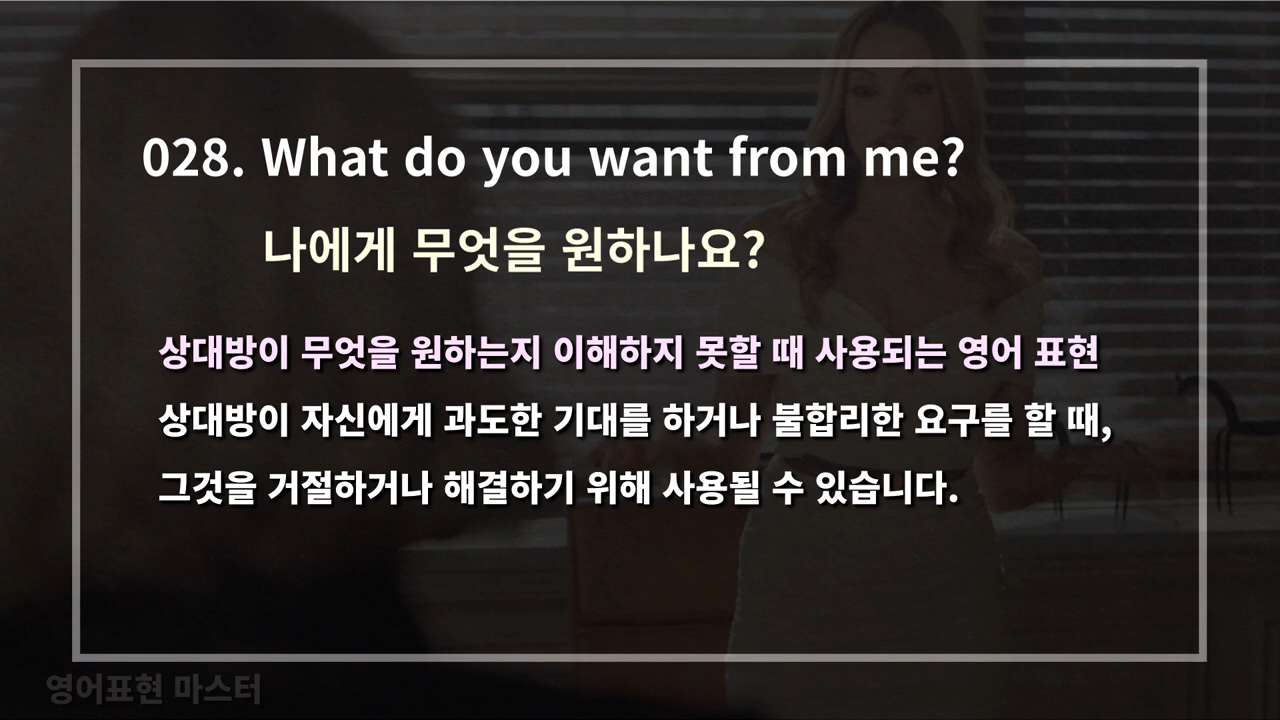 028. What do you want from me?
나에게 무엇을 원하나요?
상대방이 무엇을 원하는지 이해하지 못할 때 사용되는 영어 표현
상대방이 자신에게 과도한 기대를 하거나 불합리한 요구를 할 때,
그것을 거절하거나 해결하기 위해 사용될 수 있습니다.
영어표현 마스터